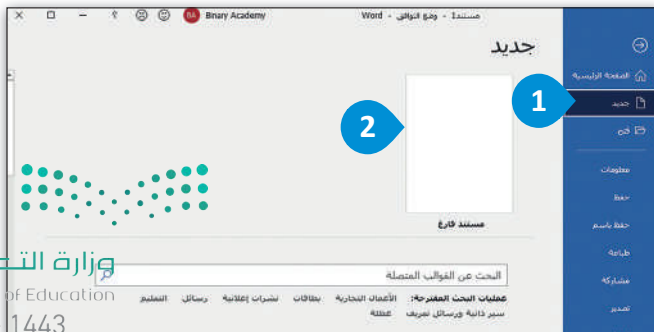 مستند1 - وضع التوافق - Word
Binary Academy
BA
جديد
الصفحة الرئيسية
جديد
1
2
فتح
معلومات
حفظ
حفظ باسم
طباعة
مشاركة
تصدير
مستند فارغ
البحث عن القوالب المتصلة
عمليات البحث المقترحة: الأعمال التجارية بطاقات نشرات إعلانية رسائل التعليم
سير ذاتية ورسائل تعريف عطلة
وزارة التـ
of Education
1443